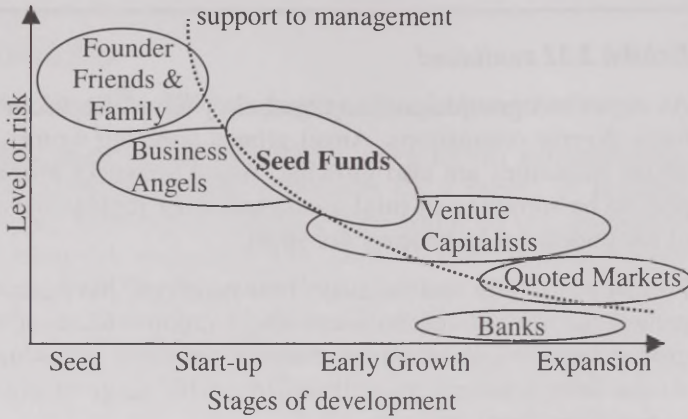 support to management
Founder
Friends &
Family
Business
Angels
Seed Funds
Venture
Capitalists
Quoted Markets
Banks
Level of risk
Seed Start-up Early Growth Expansion
Stages of development